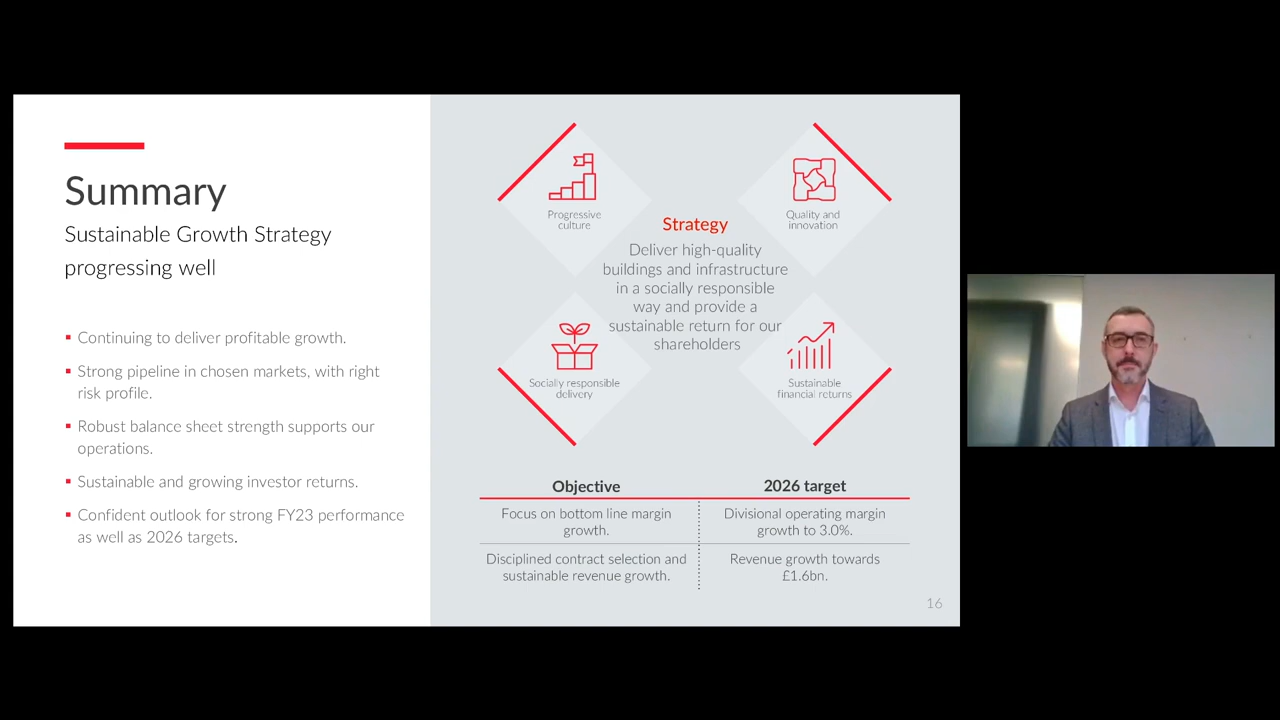 Summary
Sustainable Growth Strategy
progressing well
▪ Continuing to deliver profitable growth.
▪ Strong pipeline in chosen markets, with right
risk profile.
▪ Robust balance sheet strength supports our
operations.
▪ Sustainable and growing investor returns.
▪ Confident outlook for strong FY23 performance
as well as 2026 targets.
Progressive
culture
Quality and
innovation
Strategy
Deliver high-quality
buildings and infrastructure
in a socially responsible
way and provide a
sustainable return for our
shareholders
Socially responsible
delivery
Sustainable
financial returns
Objective
2026 target
Focus on bottom line margin
growth.
Divisional operating margin
growth to 3.0%.
Disciplined contract selection and
sustainable revenue growth.
Revenue growth towards
£1.6bn.
16